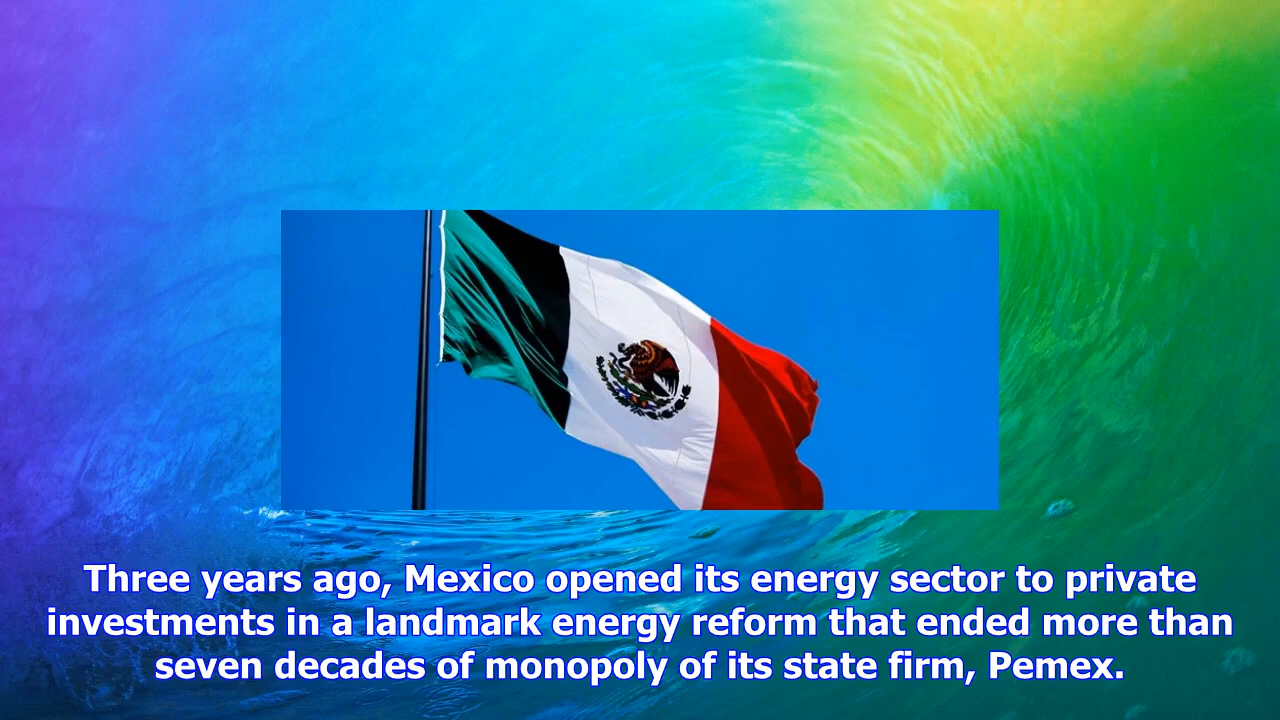 Three years ago, Mexico opened its energy sector to private
investments in a landmark energy reform that ended more than
seven decades of monopoly of its state firm, Pemex.